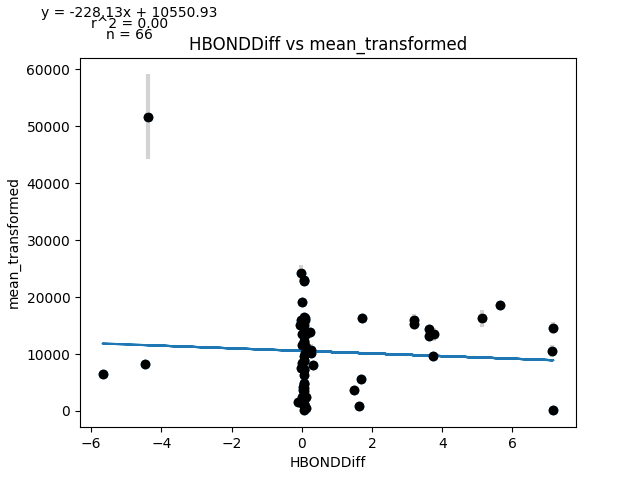 y = -228.13x + 10550.93
r^2 = 0.00
n = 66
HBONDDiff vs mean_transformed
60000
50000
40000
30000
20000
10000
0
mean_transformed
−6
−4
−2
0
2
4
6
HBONDDiff